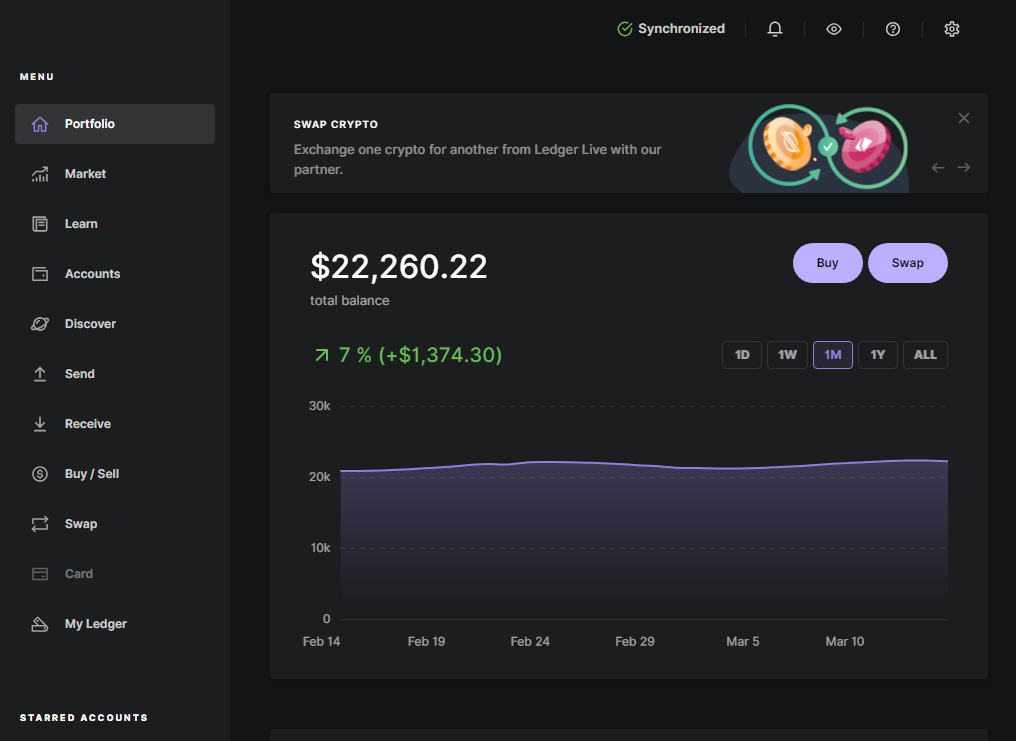 Synchronized
MENU
Portfolio
Market
Learn
Accounts
Discover
Send
Receive
Buy / Sell
Swap
Card
My Ledger
STARRED ACCOUNTS
SWAP CRYPTO
Exchange one crypto for another from Ledger Live with our
partner.
$22,260.22
total balance
Buy
Swap
7 % (+$1,374.30)
1D 1W 1M 1Y ALL
30k
20k
10k
0
Feb 14 Feb 19 Feb 24 Feb 29 Mar 5 Mar 10